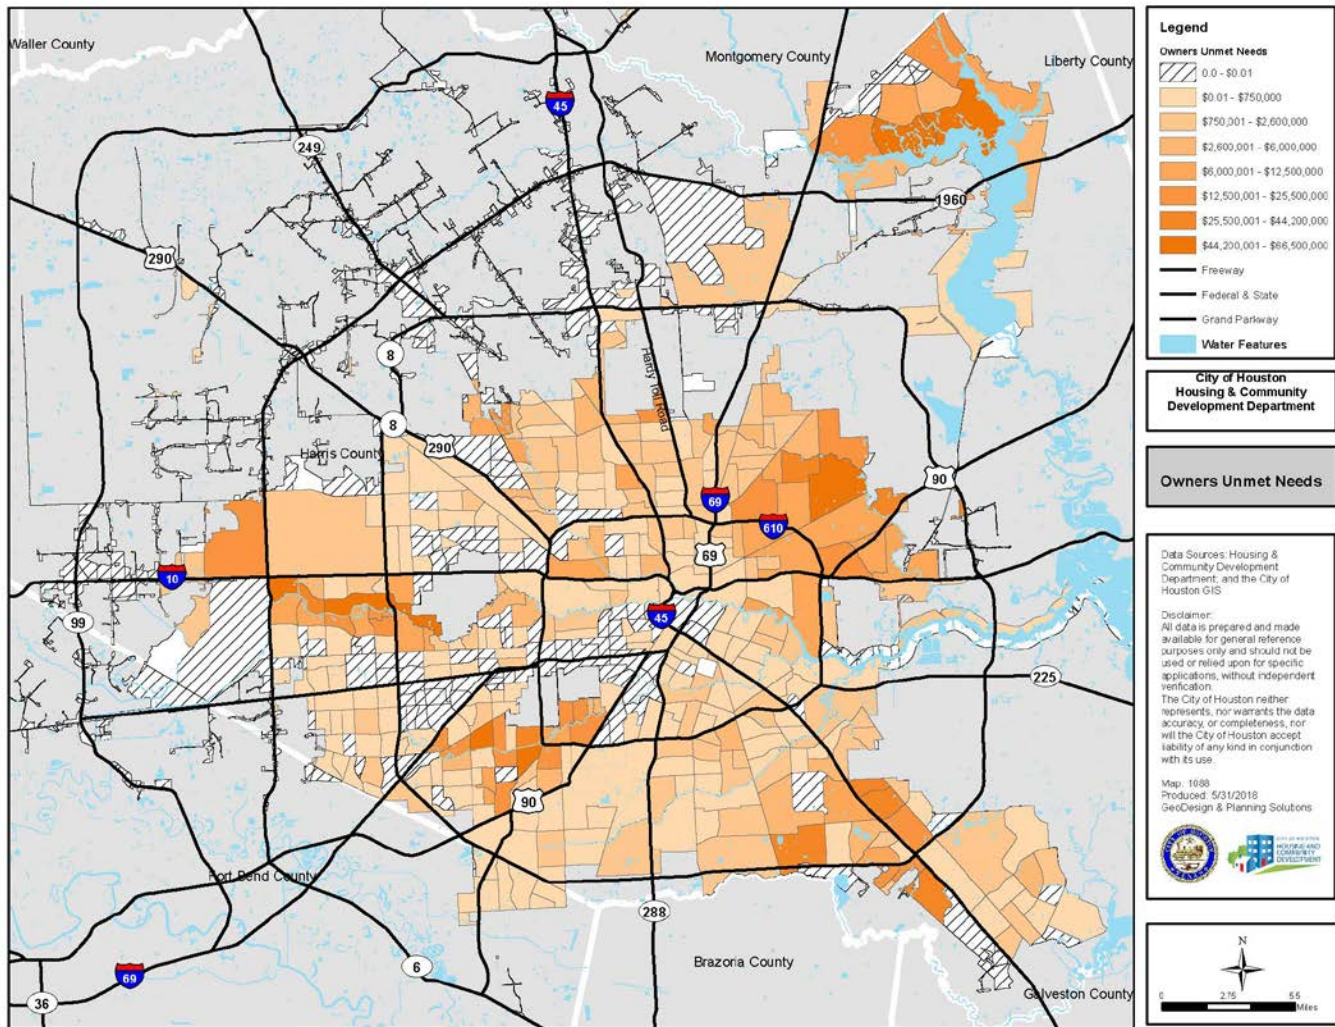 Waller County
Montgomery County
Liberty County
45
249
1960
290
8
Hardy Toll Road
8
290
Harris County
90
69
610
69
10
45
99
225
90
Fort Bend County
288
Brazoria County
6
69
36
Galveston County
Legend
Owners Unmet Needs
0.0 - $0.01
$0.01 - $750,000
$750,001 - $2,600,000
$2,600,001 - $6,000,000
$6,000,001 - $12,500,000
$12,500,001 - $25,500,000
$25,500,001 - $44,200,000
$44,200,001 - $66,500,000
Freeway
Federal & State
Grand Parkway
Water Features
City of Houston
Housing & Community
Development Department
Owners Unmet Needs
Data Sources: Housing &
Community Development
Department; and the City of
Houston GIS
Disclaimer:
All data is prepared and made
available for general reference
purposes only and should not be
used or relied upon for specific
applications, without independent
verification.
The City of Houston neither
represents, nor warrants the data
accuracy, or completeness, nor
will the City of Houston accept
liability of any kind in conjunction
with its use.
Map: 1088
Produced: 5/31/2018
GeoDesign & Planning Solutions
CITY OF HOUSTON
HOUSING AND
COMMUNITY
DEVELOPMENT
N
0 2.75 5.5
Miles